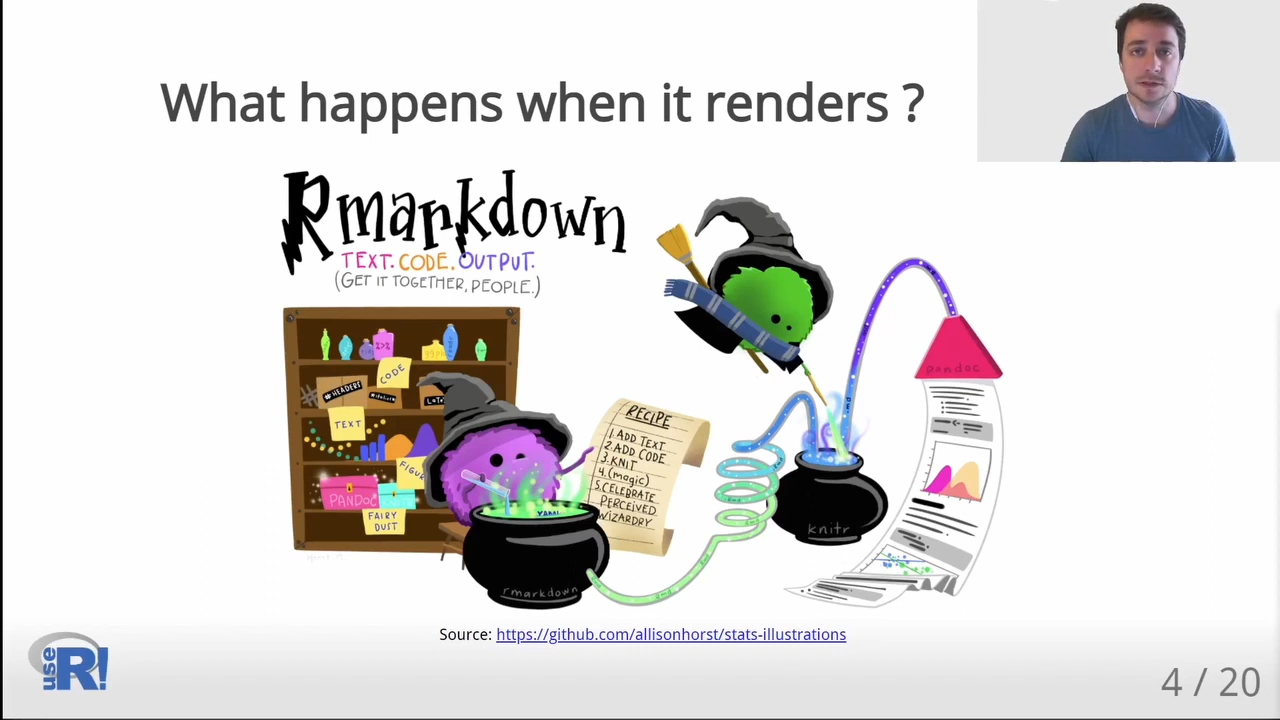 What happens when it renders ?
Rmarkdown
TEXT. CODE. OUTPUT.
(GET IT TOGETHER, PEOPLE.)
CODE
#HEADERS
TEXT
PANDOC
FAIRY
DUST
RECIPE
1. ADD TEXT
2. ADD CODE
3. KNIT
4. (magic)
5. CELEBRATE
PERCEIVED
WIZARDRY
rmarkdown
knitr
pandoc
Source: https://github.com/allisonhorst/stats-illustrations
useR!
4 / 20